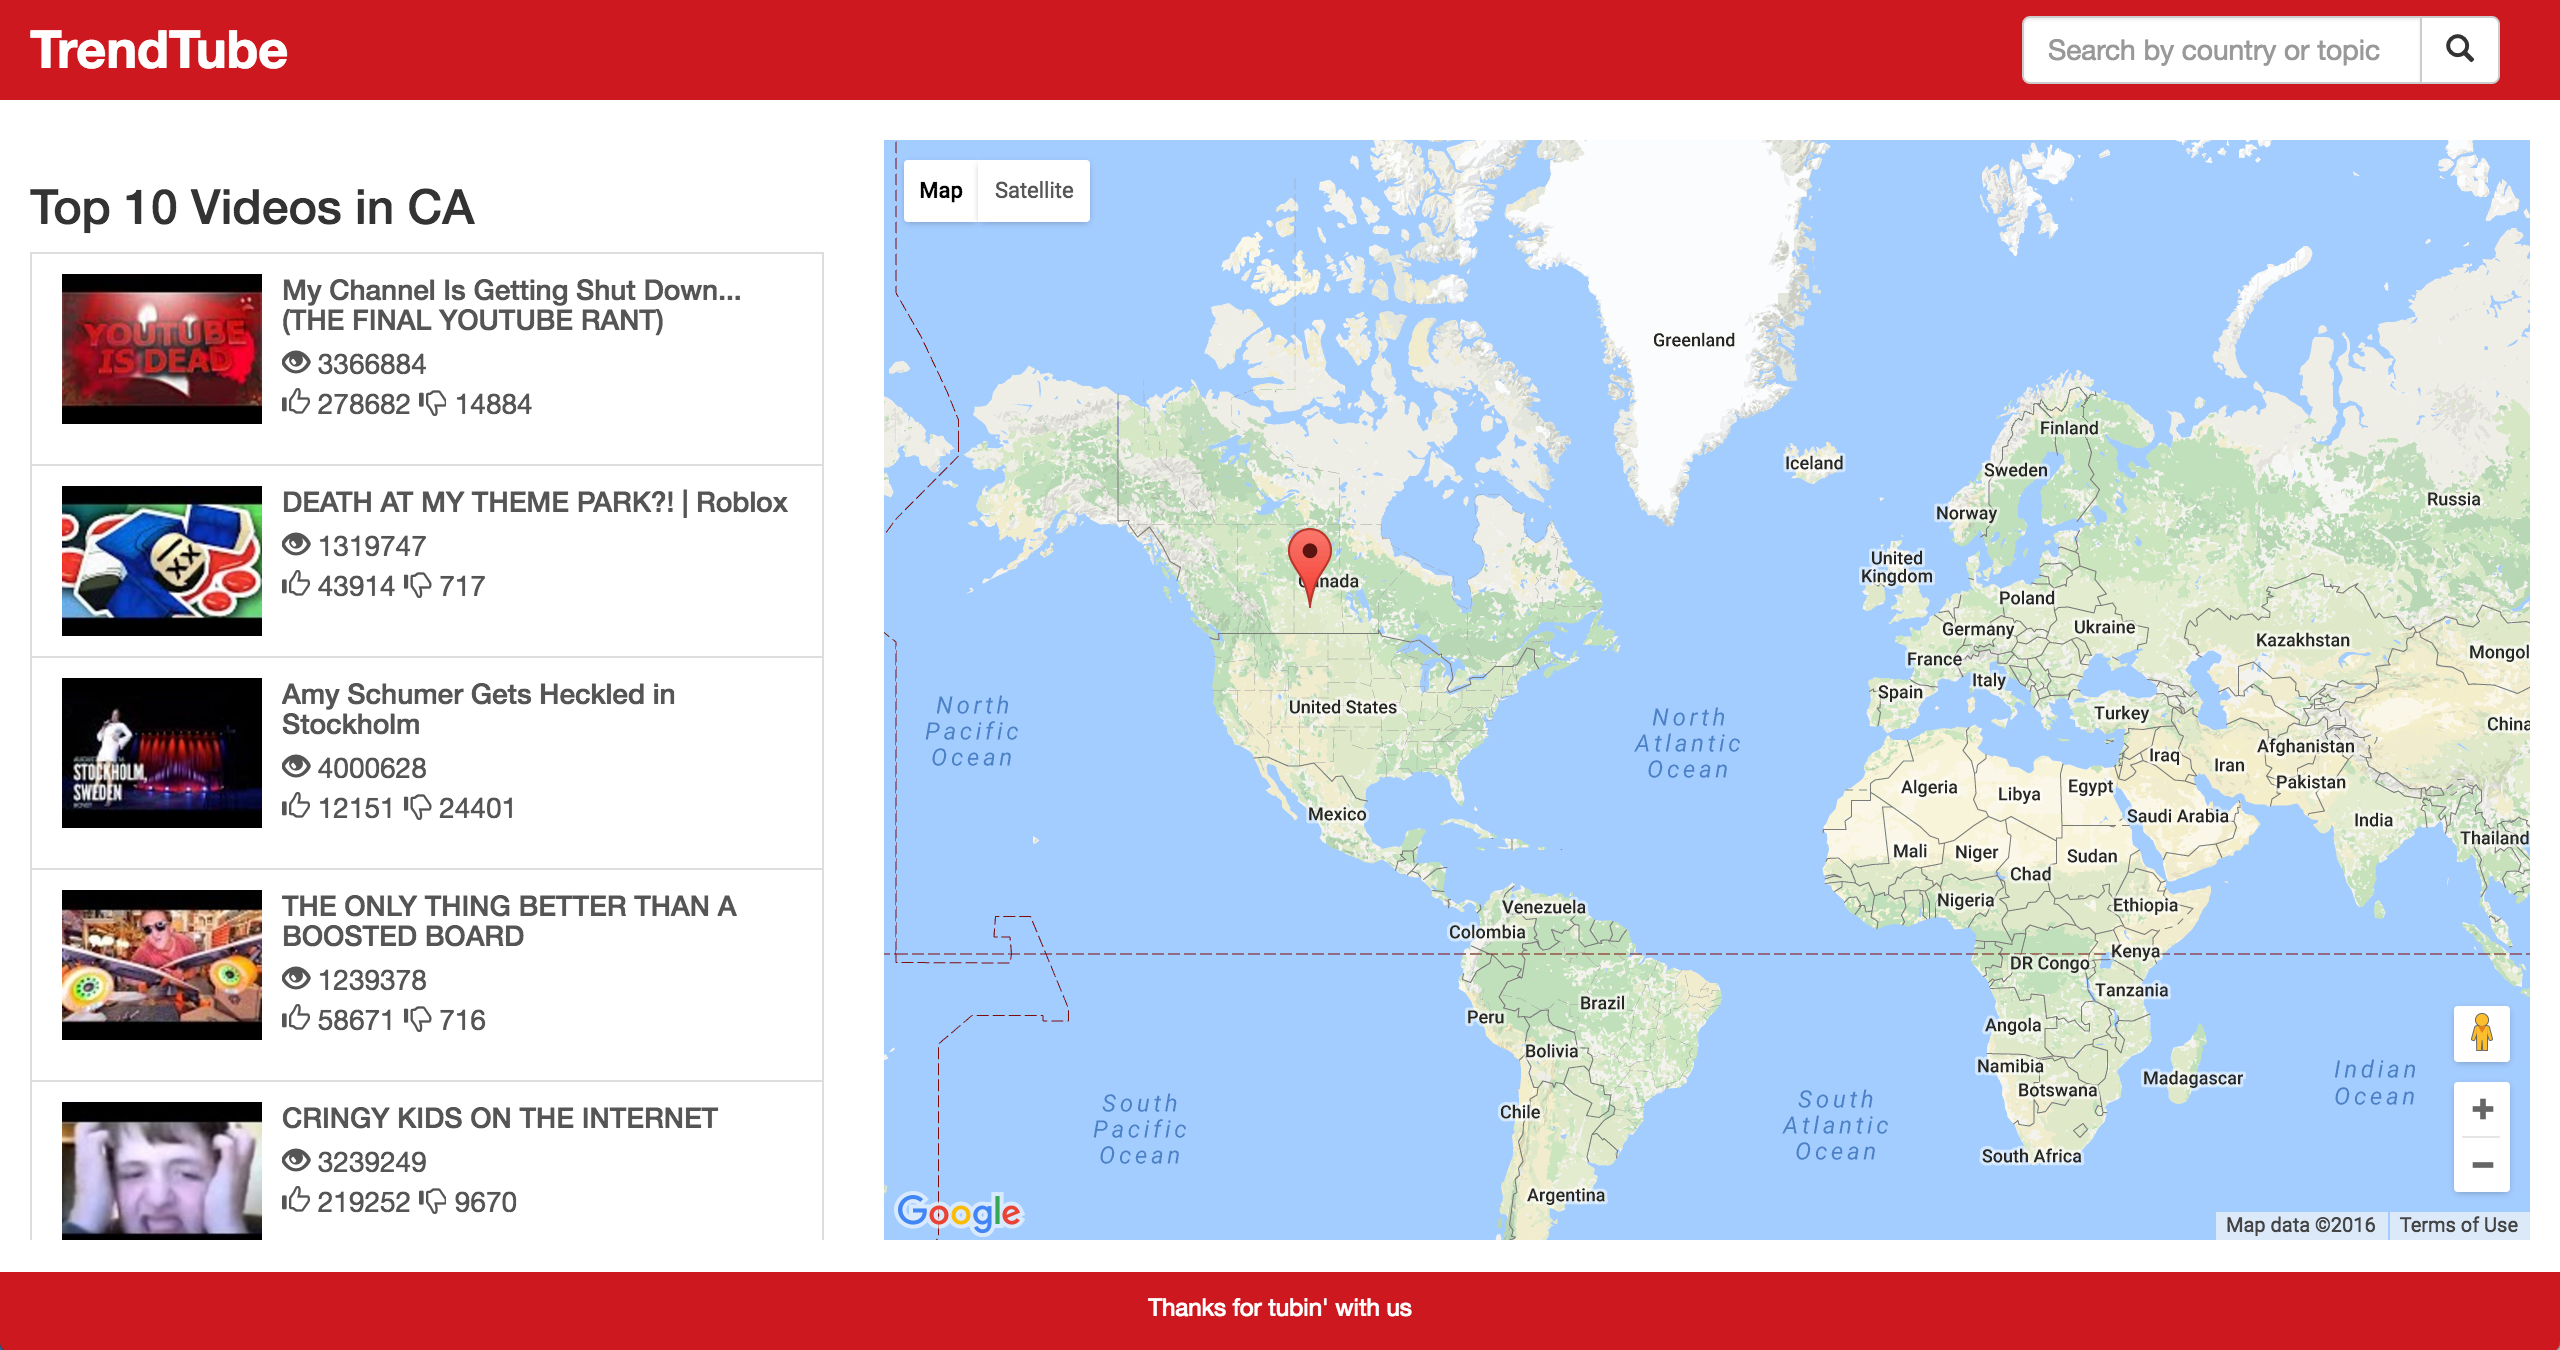 TrendTube
Search by country or topic
Top 10 Videos in CA
YOUTUBE
IS DEAD
My Channel Is Getting Shut Down...
(THE FINAL YOUTUBE RANT)
3366884
278682 14884
DEATH AT MY THEME PARK?! | Roblox
1319747
43914 717
STOCKHOLM,
SWEDEN
Amy Schumer Gets Heckled in
Stockholm
4000628
12151 24401
THE ONLY THING BETTER THAN A
BOOSTED BOARD
1239378
58671 716
CRINGY KIDS ON THE INTERNET
3239249
219252 9670
Map Satellite
Greenland
Finland
Iceland
Sweden
Russia
Norway
United
Kingdom
Canada
Poland
Germany
Ukraine
Kazakhstan
France
Mongol
Italy
Spain
North
Pacific
Ocean
United States
North
Atlantic
Ocean
Turkey
China
Afghanistan
Iraq
Iran
Pakistan
Algeria
Libya
Egypt
Mexico
Saudi Arabia
India
Thailand
Mali
Niger
Sudan
Chad
Nigeria
Ethiopia
Venezuela
Colombia
Kenya
DR Congo
Tanzania
Brazil
Peru
Angola
Bolivia
Namibia
Botswana
Madagascar
Indian
Ocean
South
Pacific
Ocean
Chile
South
Atlantic
Ocean
South Africa
Argentina
Google
Map data ©2016 Terms of Use
Thanks for tubin' with us